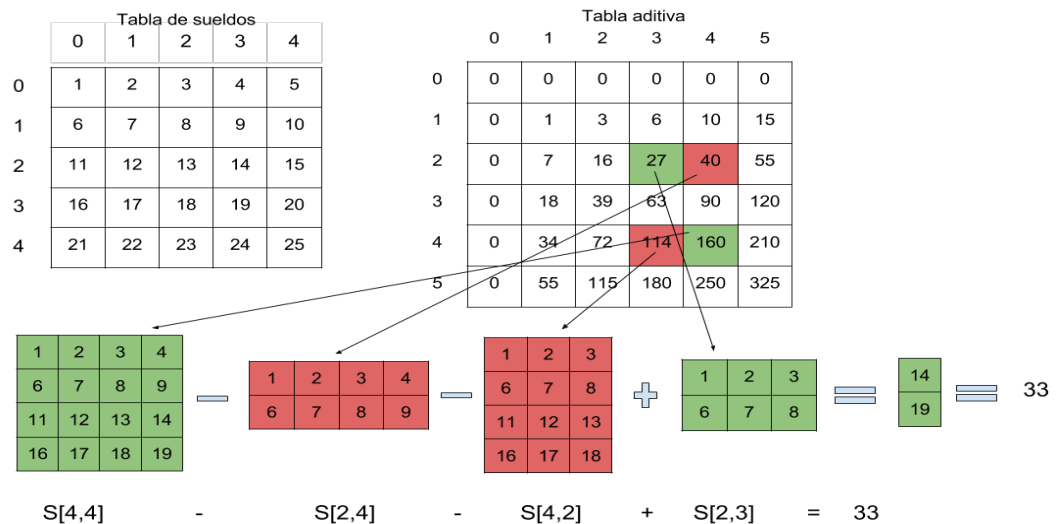 Tabla de sueldos
0 1 2 3 4
0 1 2 3 4 5
1 6 7 8 9 10
2 11 12 13 14 15
3 16 17 18 19 20
4 21 22 23 24 25
Tabla aditiva
0 1 2 3 4 5
0 0 0 0 0 0 0
1 0 1 3 6 10 15
2 0 7 16 27 40 55
3 0 18 39 63 90 120
4 0 34 72 114 160 210
5 0 55 115 180 250 325
1 2 3 4
6 7 8 9
11 12 13 14
16 17 18 19
−
1 2 3 4
6 7 8 9
−
1 2 3
6 7 8
11 12 13
16 17 18
+
1 2 3
6 7 8
=
14
19
= 33
S[4,4] - S[2,4] - S[4,2] + S[2,3] = 33